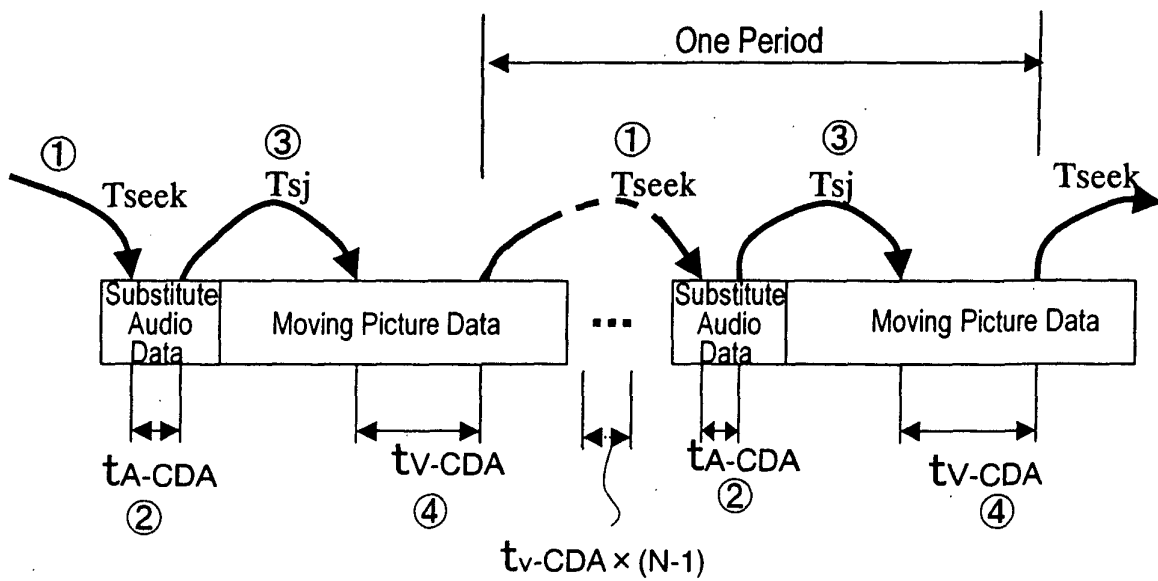 One Period
① ③ ① ③
Tseek Tsj Tseek Tsj Tseek
Substitute
Audio
Data
Moving Picture Data
...
Substitute
Audio
Data
Moving Picture Data
tA-CDA
②
tV-CDA
④
tA-CDA
②
tV-CDA
④
tv-CDA × (N-1)